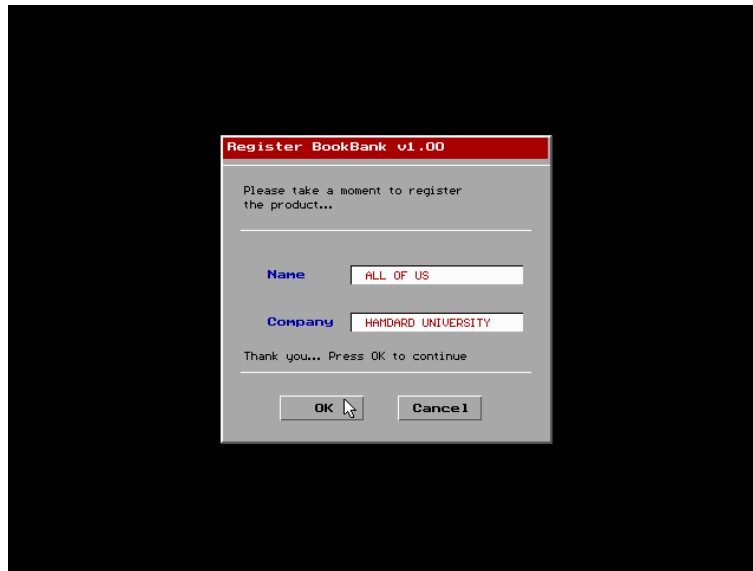 Register BookBank v1.00
Please take a moment to register
the product...
Name ALL OF US
Company HAMDARD UNIVERSITY
Thank you... Press OK to continue
OK Cancel